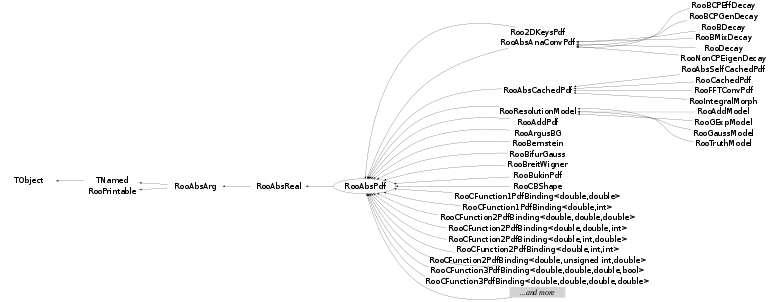 RooBCPEffDecay
RooBCPGenDecay
RooBDecay
RooBMixDecay
RooDecay
RooNonCPEigenDecay
Roo2DKeysPdf
RooAbsAnaConvPdf
RooAbsSelfCachedPdf
RooCachedPdf
RooFFTConvPdf
RooIntegralMorph
RooAbsCachedPdf
RooAddModel
RooGExpModel
RooGaussModel
RooTruthModel
RooResolutionModel
RooAddPdf
RooArgusBG
RooBernstein
RooBifurGauss
RooBreitWigner
RooBukinPdf
RooCBShape
TObject
TNamed
RooPrintable
RooAbsArg
RooAbsReal
RooAbsPdf
RooCFunction1PdfBinding<double,double>
RooCFunction1PdfBinding<double,int>
RooCFunction2PdfBinding<double,double,double>
RooCFunction2PdfBinding<double,double,int>
RooCFunction2PdfBinding<double,int,double>
RooCFunction2PdfBinding<double,int,int>
RooCFunction2PdfBinding<double,unsigned int,double>
RooCFunction3PdfBinding<double,double,double,bool>
RooCFunction3PdfBinding<double,double,double,double>
...and more